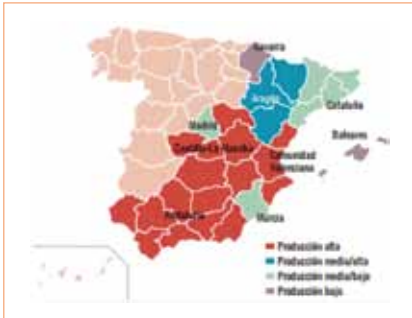 Navarra
Aragón
Cataluña
Madrid
Baleares
Castilla-La Mancha
Comunidad
Valenciana
Andalucía
Murcia
Producción alta
Producción media/alta
Producción media/baja
Producción baja